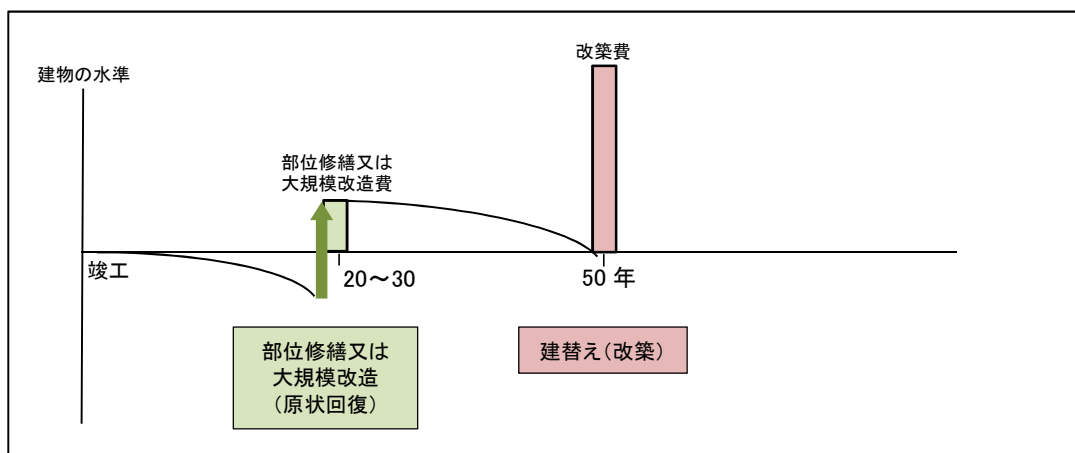 改築費
建物の水準
部位修繕又は
大規模改造費
竣工
20～30
50 年
部位修繕又は
大規模改造
（原状回復）
建替え（改築）